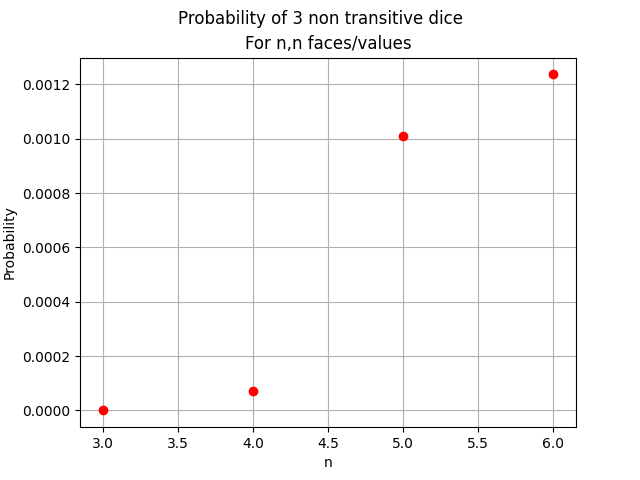 Probability of 3 non transitive dice
For n,n faces/values
0.0012
0.0010
0.0008
0.0006
0.0004
0.0002
0.0000
Probability
3.0 3.5 4.0 4.5 5.0 5.5 6.0
n